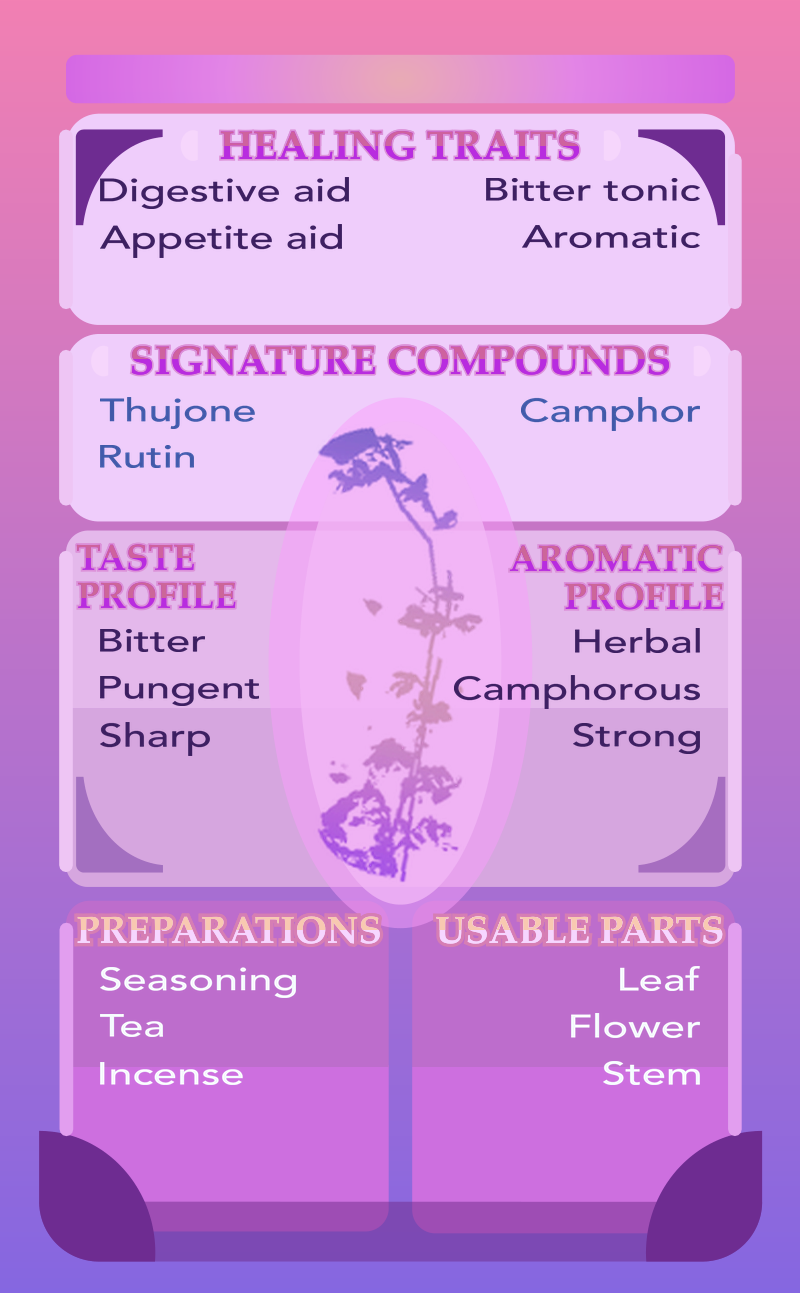 HEALING TRAITS
Digestive aid
Appetite aid
Bitter tonic
Aromatic
SIGNATURE COMPOUNDS
Thujone
Rutin
Camphor
TASTE
PROFILE
Bitter
Pungent
Sharp
AROMATIC
PROFILE
Herbal
Camphorous
Strong
PREPARATIONS
Seasoning
Tea
Incense
USABLE PARTS
Leaf
Flower
Stem